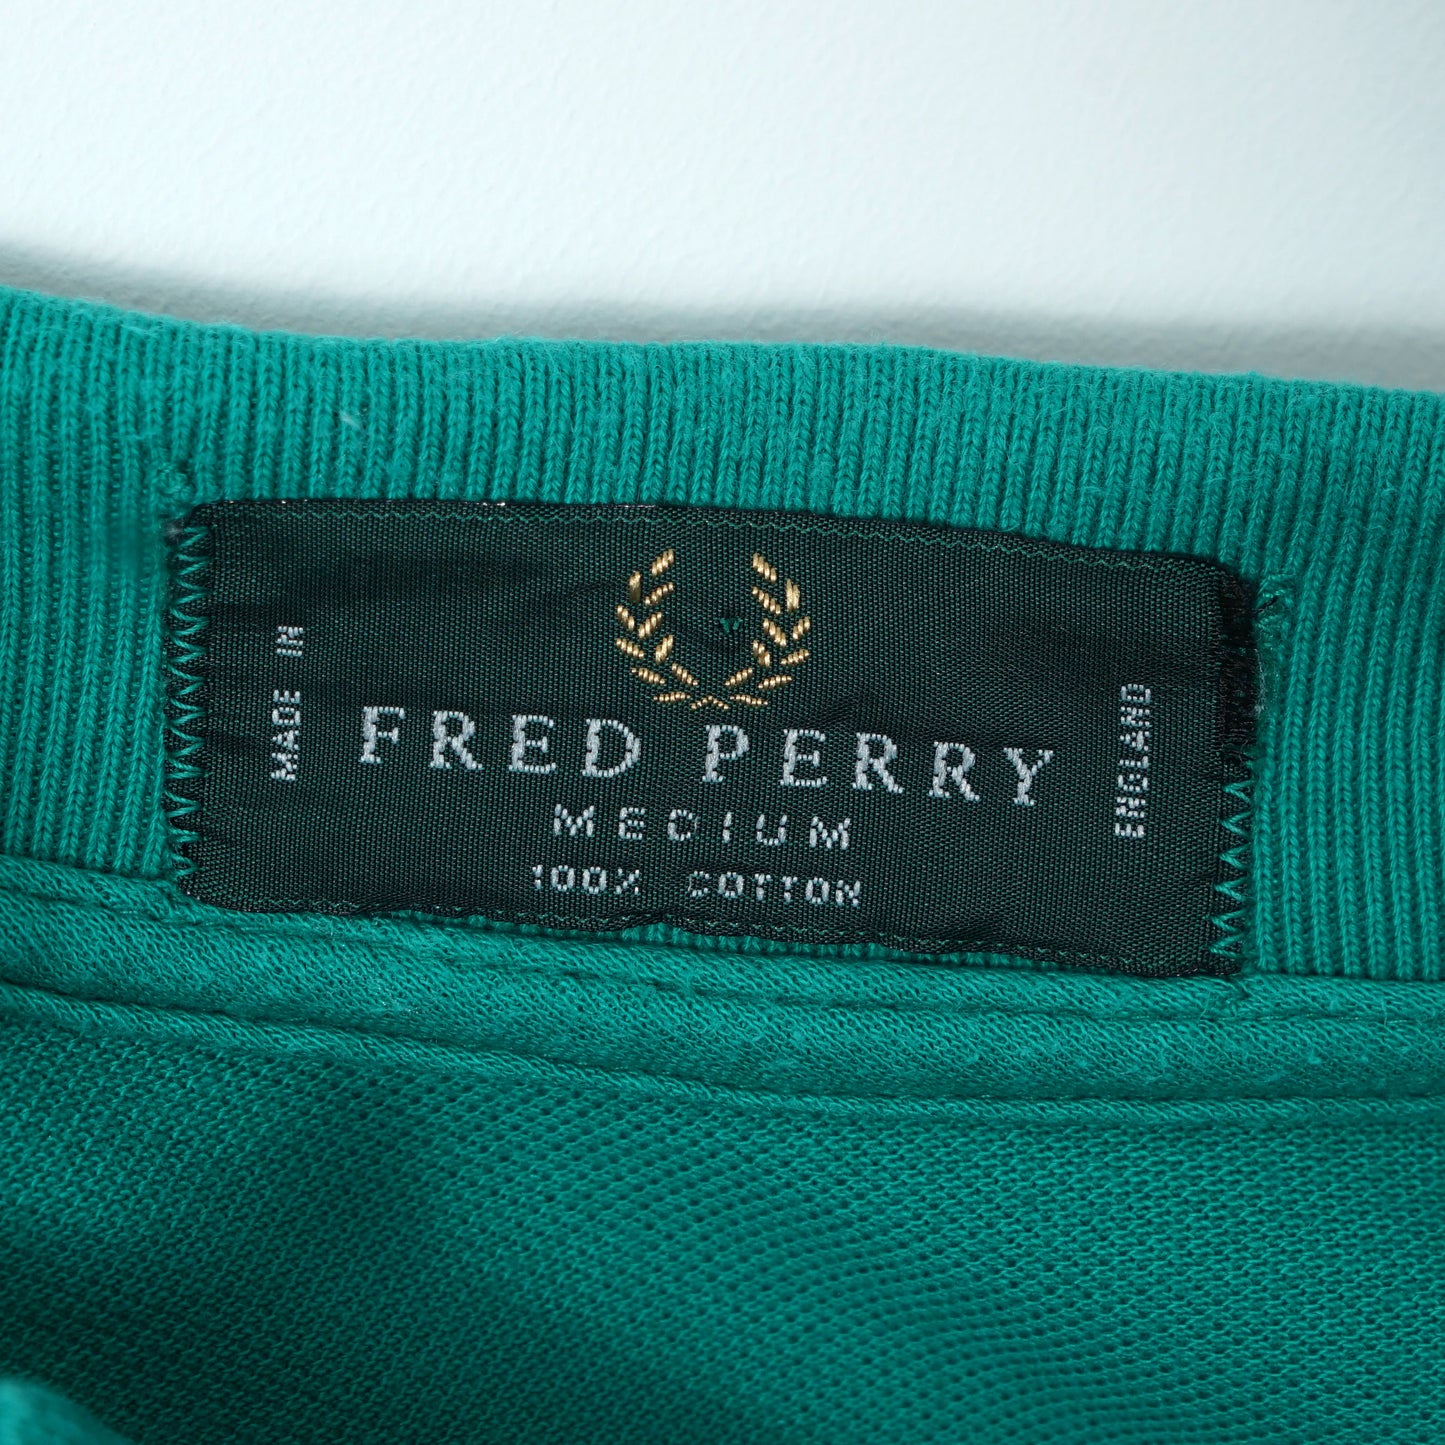 MADE IN
FRED PERRY
MEDIUM
100% COTTON
ENGLAND